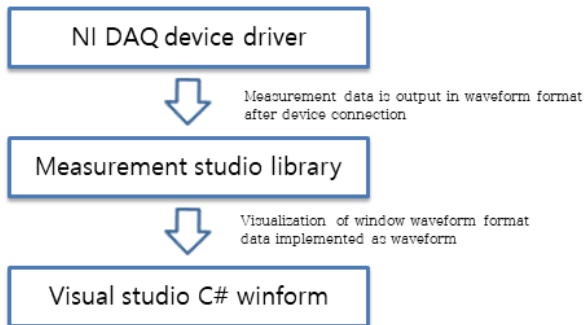 NI DAQ device driver
Measurement data is output in waveform format
after device connection
Measurement studio library
Visualization of window waveform format
data implemented as waveform
Visual studio C# winform